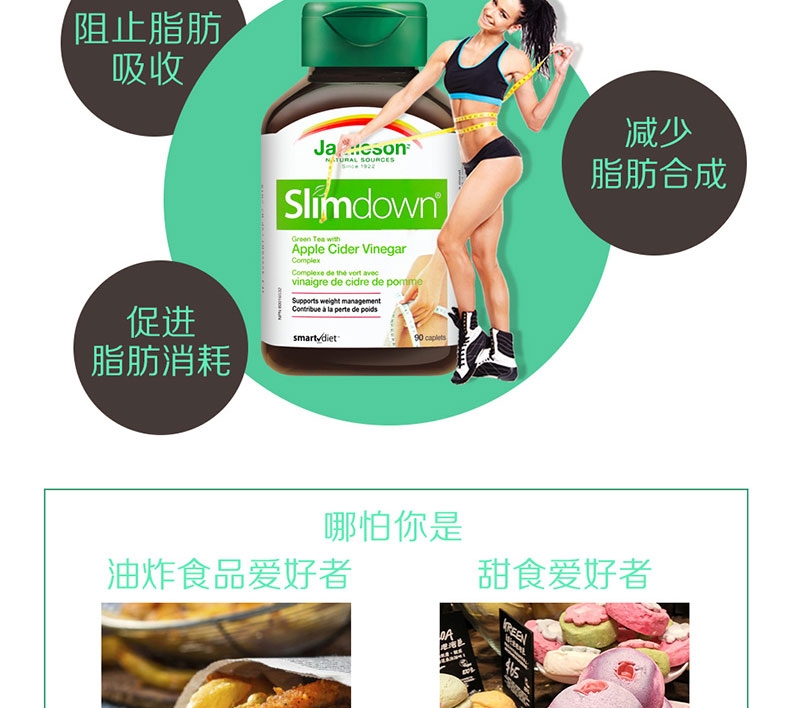 阻止脂肪
吸收
减少
脂肪合成
促进
脂肪消耗
Jamieson
NATURAL SOURCES
Since 1922
Slimdown®
Green Tea with
Apple Cider Vinegar
Complex
Complexe de thé vert avec
vinaigre de cidre de pomme
Supports weight management
Contribue à la perte de poids
smart diet
90 caplets
哪怕你是
油炸食品爱好者
甜食爱好者
GREEN